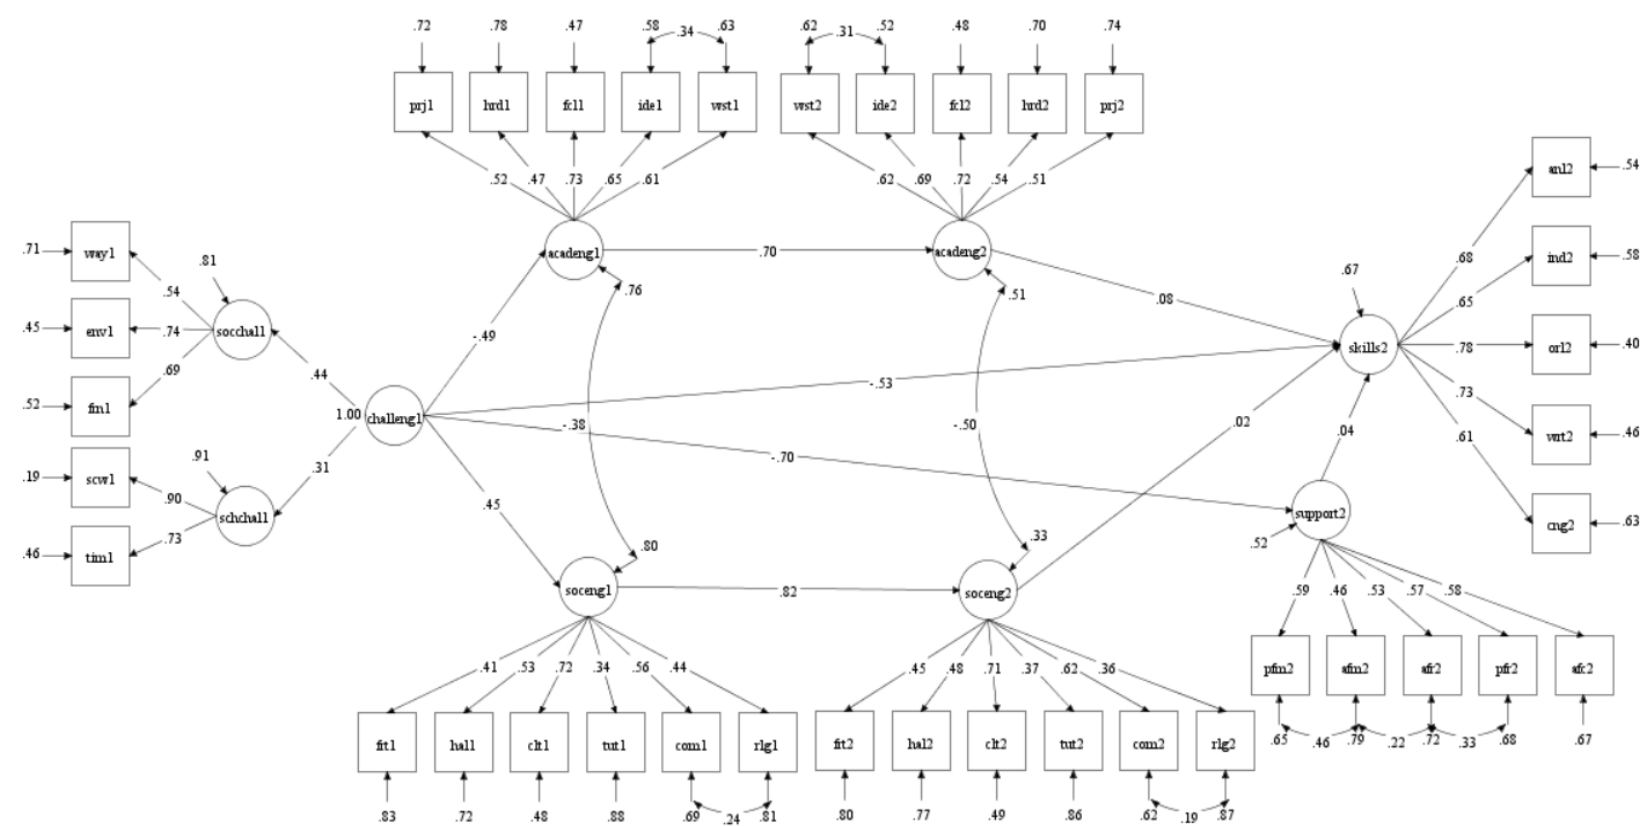 .72 .78 .47 .58 .34 .63 .62 .31 .52 .48 .70 .74
prj1 hrd1 fcl1 ide1 wst1 wst2 ide2 fcl2 hrd2 prj2
.52 .47 .73 .65 .61 .62 .69 .72 .54 .51
anl2 .54
.71 way1 .81 acadeng1 .70 acadeng2 ind2 .58
.54 .76 .51 .67 .68
.45 env1 .74 socchal1 -.49 .08 .65
.69 .44 skills2 .78 orl2 .40
.52 fin1 1.00 challeng1 -.53 .73
-.38 -.50 .02 .04 .61 wrt2 .46
.19 scw1 .91 .31 -.70
.90 schchal1 .45 support2 cng2 .63
.46 tim1 .73 .80 .33 .52
soceng1 .82 soceng2 .59 .46 .53 .57 .58
.41 .53 .72 .34 .56 .44 .45 .48 .71 .37 .62 .36
pfm2 afm2 afr2 pfr2 afc2
frt1 hal1 clt1 tut1 com1 rlg1 frt2 hal2 clt2 tut2 com2 rlg2
.65 .46 .79 .22 .72 .33 .68 .67
.83 .72 .48 .88 .69 .24 .81 .80 .77 .49 .86 .62 .19 .87